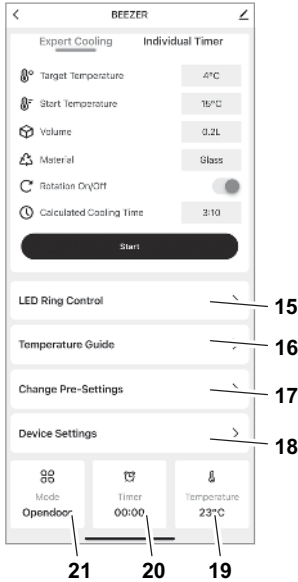 BEEZER
Expert Cooling Individual Timer
Target Temperature 4°C
Start Temperature 15°C
Volume 0.2L
Material Glass
Rotation On/Off
Calculated Cooling Time 3:10
Start
LED Ring Control
15
Temperature Guide
16
Change Pre-Settings
17
Device Settings
18
Mode Timer Temperature
Opendoor 00:00 23°C
21 20 19